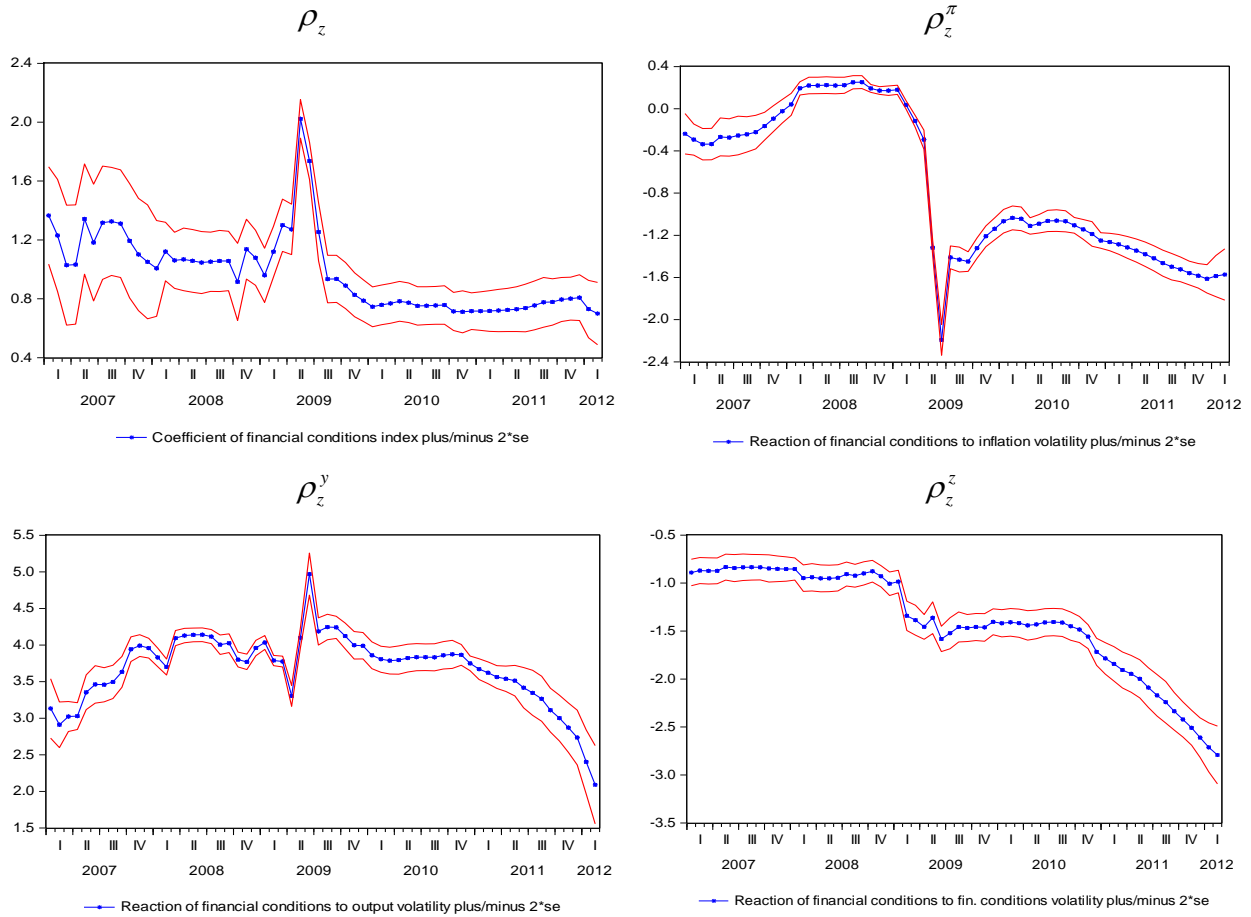 ρ_z
2.4
2.0
1.6
1.2
0.8
0.4
I II III IV I II III IV I II III IV I II III IV I II III IV I
2007 2008 2009 2010 2011 2012
Coefficient of financial conditions index plus/minus 2*se
ρ_z^π
0.4
0.0
-0.4
-0.8
-1.2
-1.6
-2.0
-2.4
I II III IV I II III IV I II III IV I II III IV I II III IV I
2007 2008 2009 2010 2011 2012
Reaction of financial conditions to inflation volatility plus/minus 2*se
ρ_z^y
5.5
5.0
4.5
4.0
3.5
3.0
2.5
2.0
1.5
I II III IV I II III IV I II III IV I II III IV I II III IV I
2007 2008 2009 2010 2011 2012
Reaction of financial conditions to output volatility plus/minus 2*se
ρ_z^z
-0.5
-1.0
-1.5
-2.0
-2.5
-3.0
-3.5
I II III IV I II III IV I II III IV I II III IV I II III IV I
2007 2008 2009 2010 2011 2012
Reaction of financial conditions to fin. conditions volatility plus/minus 2*se